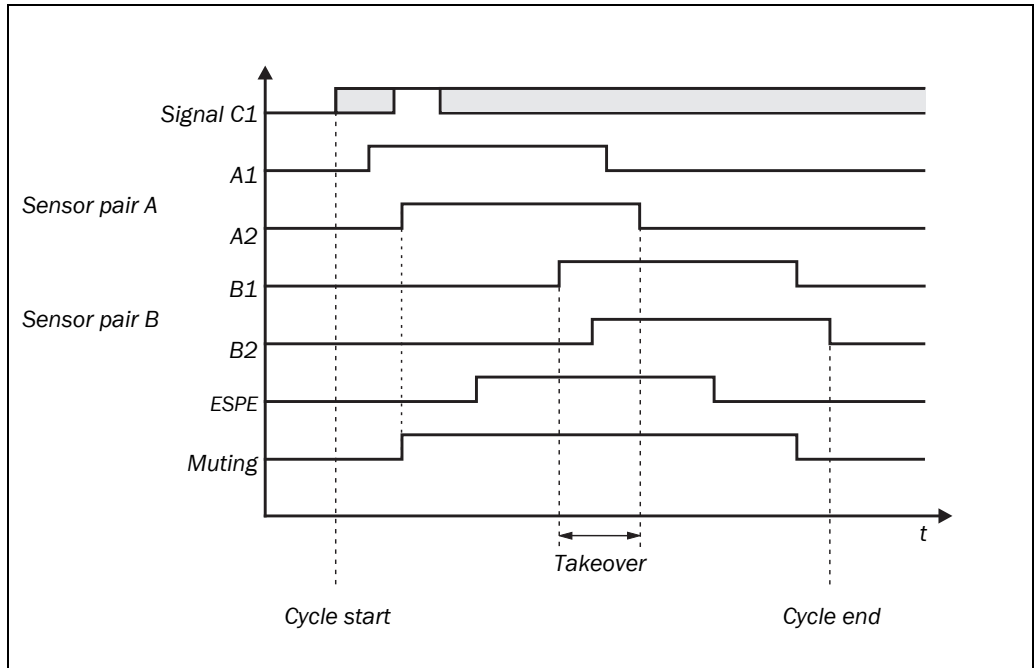 Signal C1
A1
Sensor pair A
A2
B1
Sensor pair B
B2
ESPE
Muting
t
Takeover
Cycle start
Cycle end